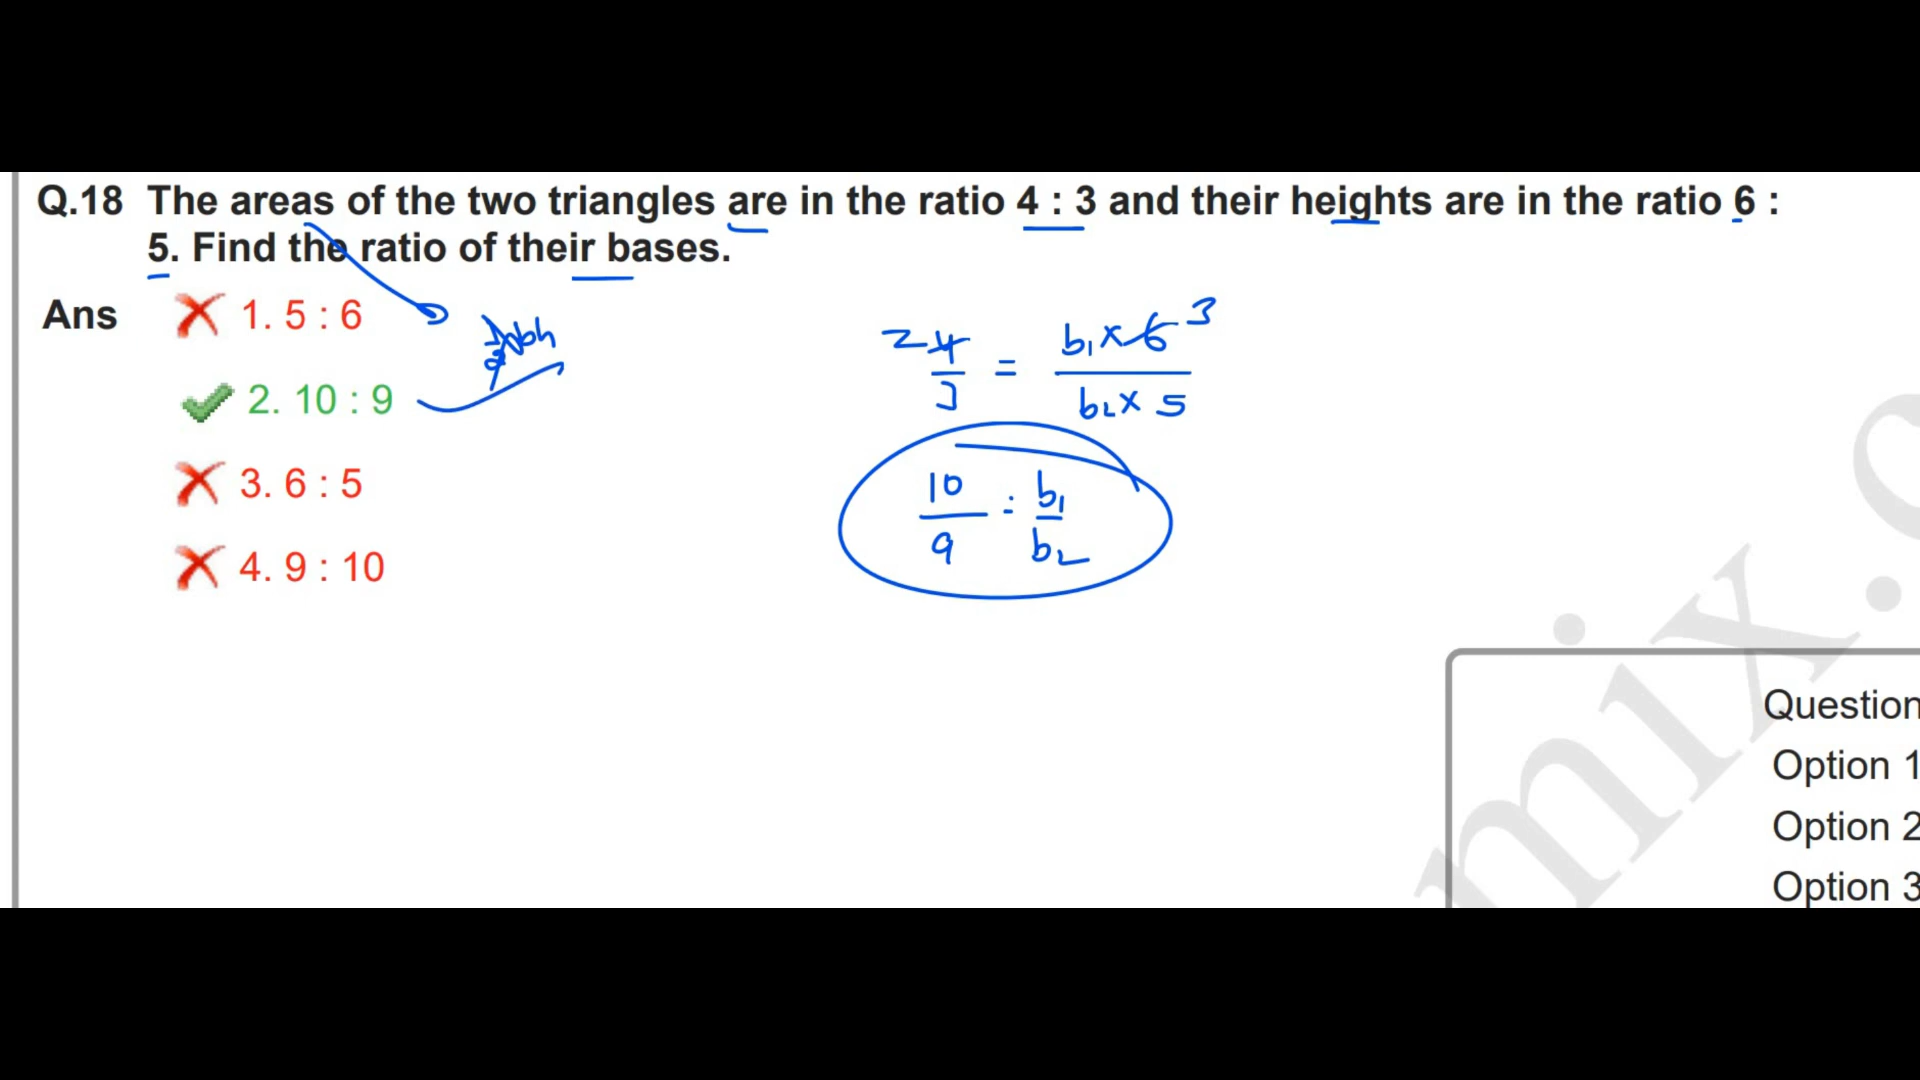 Q.18 The areas of the two triangles are in the ratio 4 : 3 and their heights are in the ratio 6 :
5. Find the ratio of their bases.
Ans 1. 5 : 6
2. 10 : 9
3. 6 : 5
4. 9 : 10
1/2 bh
2 4/3 = b₁ × 6 3 / b₂ × 5
10/9 = b₁/b₂
mix.c
Question
Option 1
Option 2
Option 3